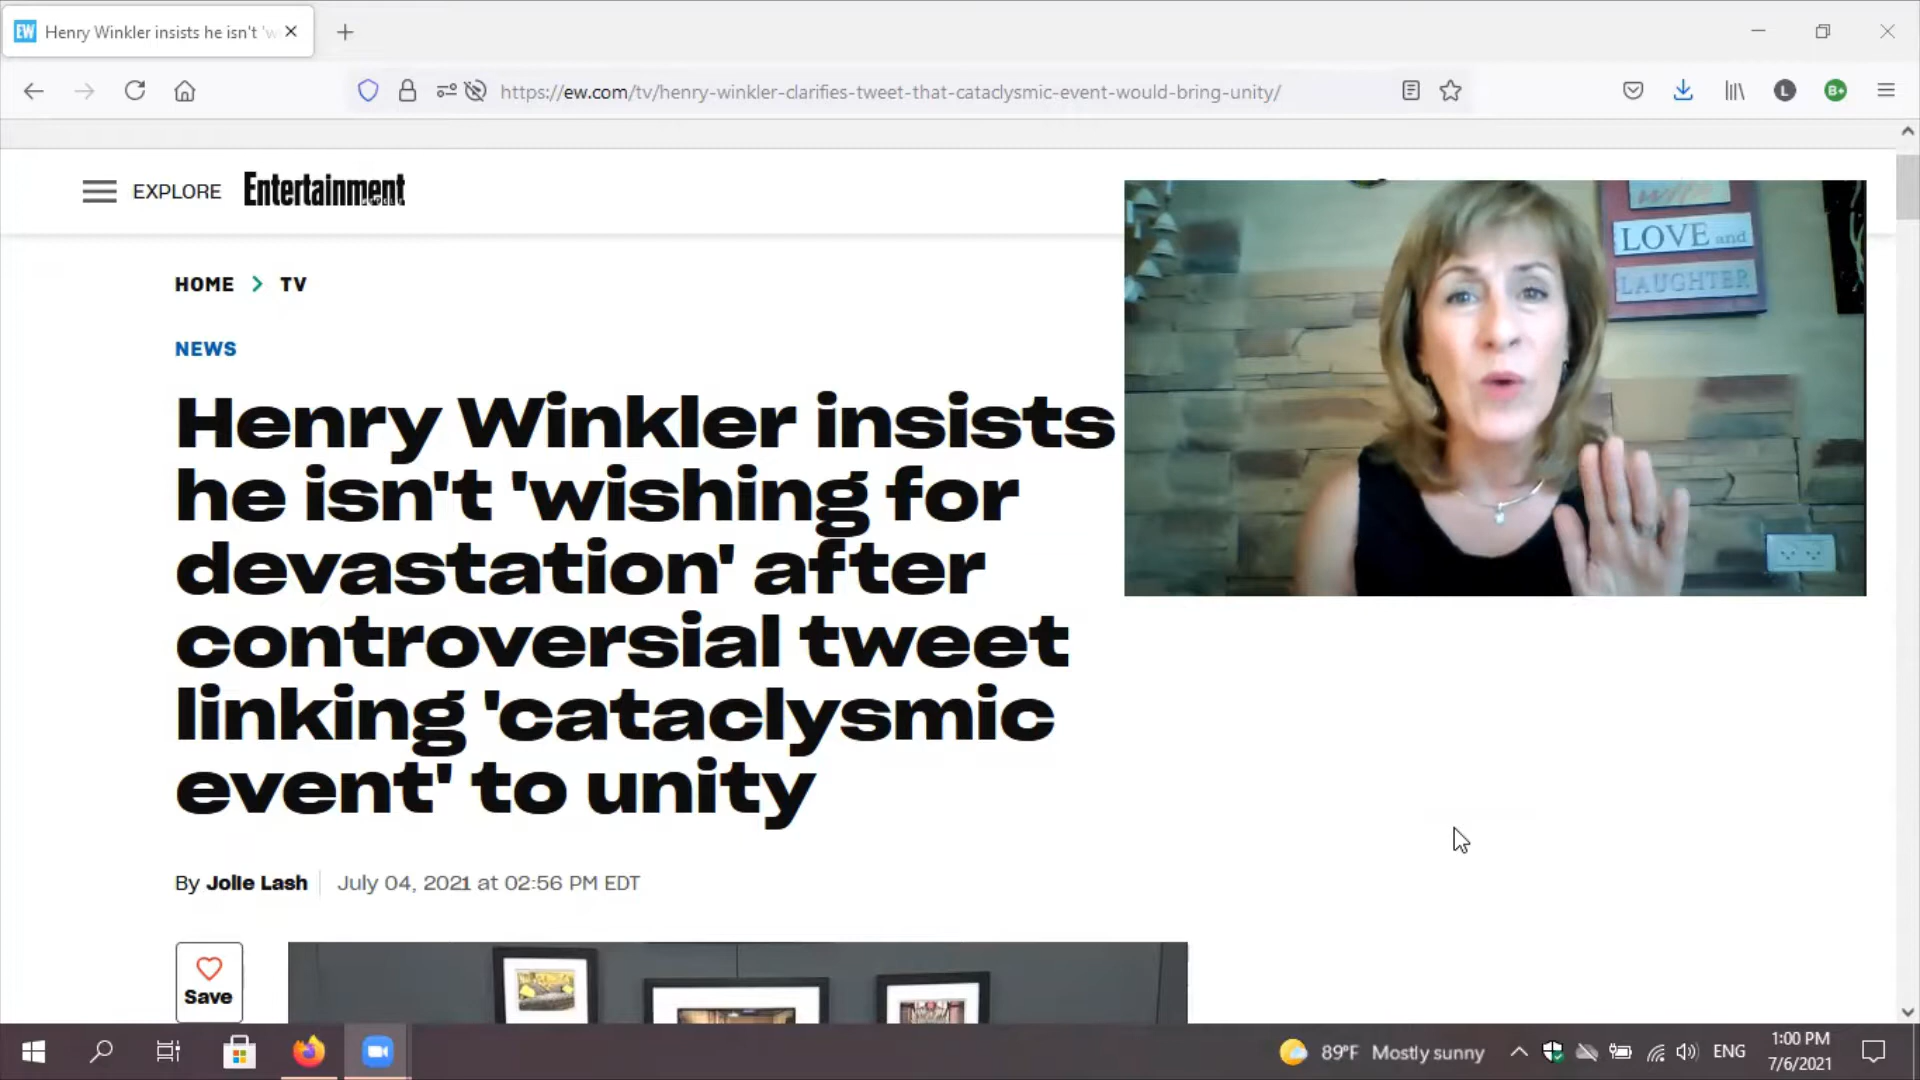 Henry Winkler insists he isn't 'w
https://ew.com/tv/henry-winkler-clarifies-tweet-that-cataclysmic-event-would-bring-unity/
L
B+
EXPLORE
Entertainment
HOME > TV
NEWS
Henry Winkler insists
he isn't 'wishing for
devastation' after
controversial tweet
linking 'cataclysmic
event' to unity
By Jolie Lash
July 04, 2021 at 02:56 PM EDT
Save
LOVE and
LAUGHTER
89°F Mostly sunny
ENG
1:00 PM
7/6/2021